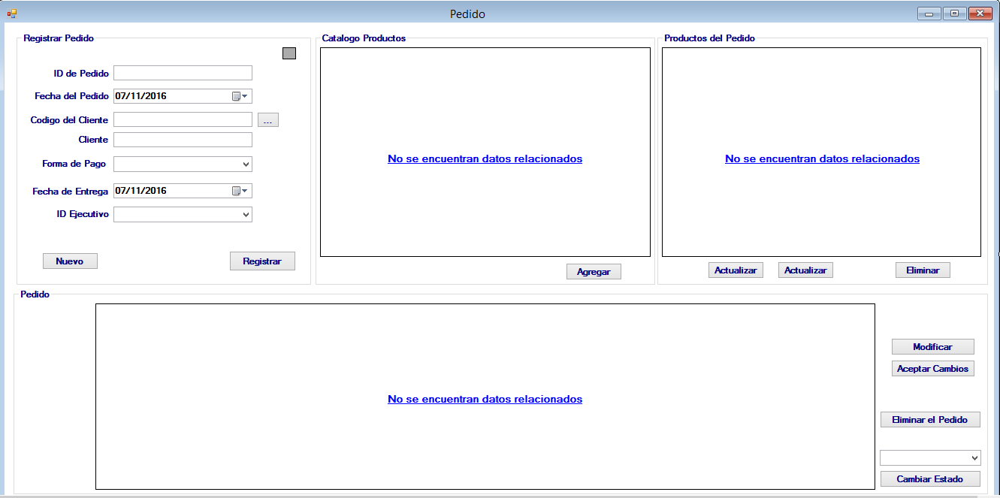 Pedido
Registrar Pedido
ID de Pedido
Fecha del Pedido 07/11/2016
Codigo del Cliente ...
Cliente
Forma de Pago
Fecha de Entrega 07/11/2016
ID Ejecutivo
Nuevo Registrar
Catalogo Productos
No se encuentran datos relacionados
Agregar
Productos del Pedido
No se encuentran datos relacionados
Actualizar Actualizar Eliminar
Pedido
No se encuentran datos relacionados
Modificar
Aceptar Cambios
Eliminar el Pedido
Cambiar Estado